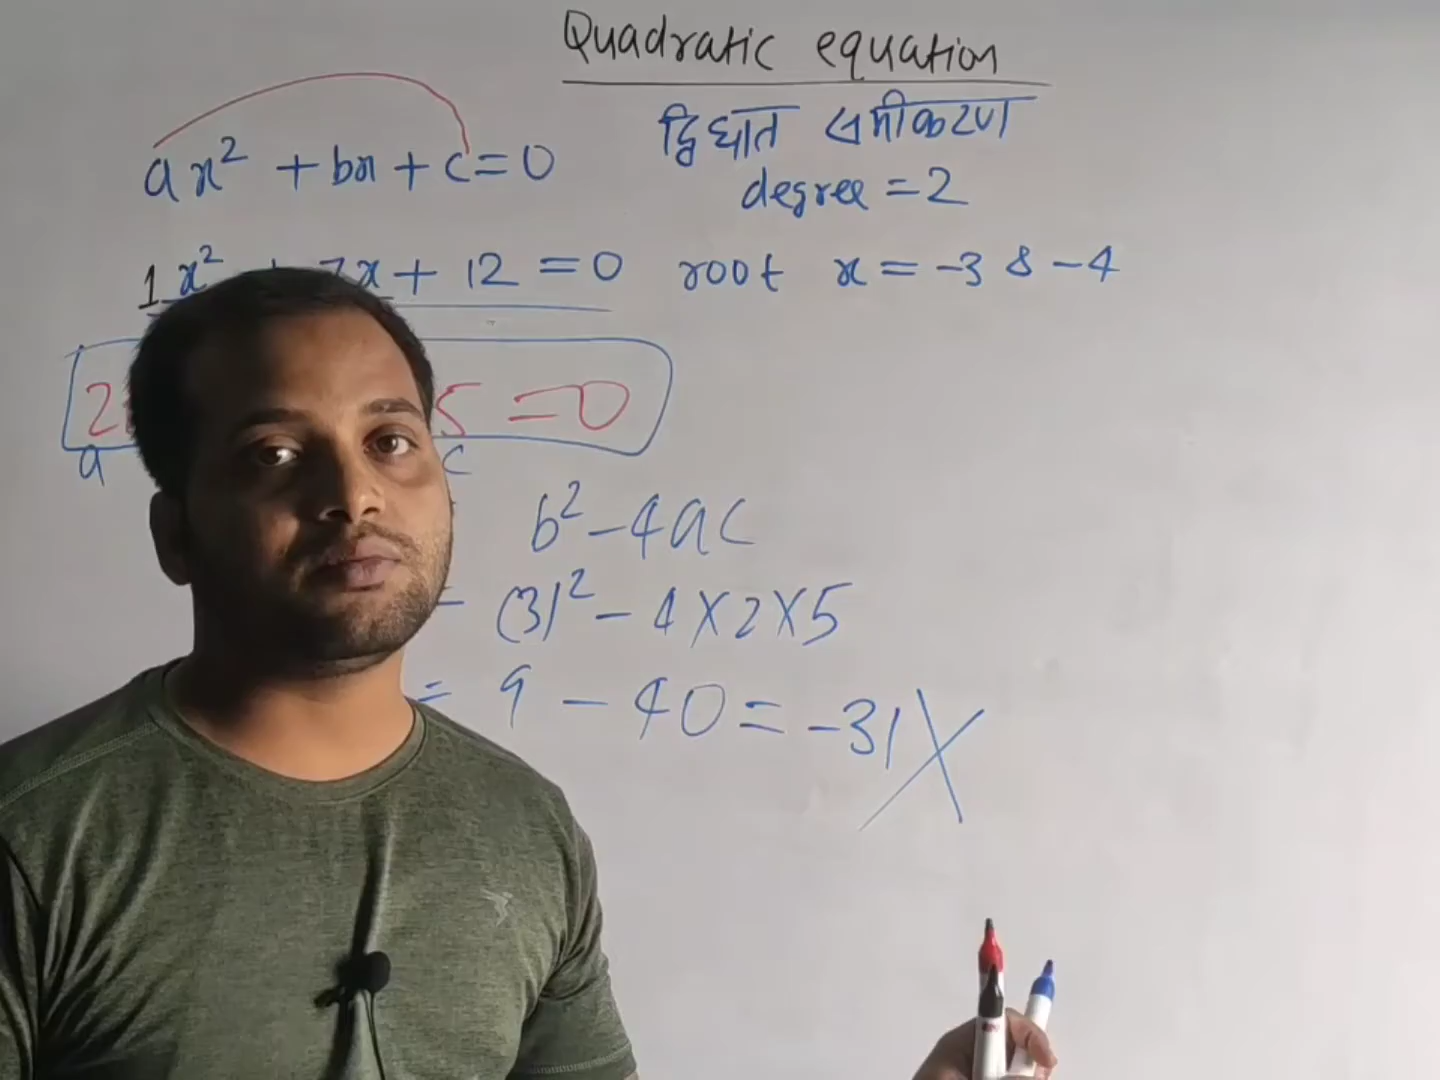 Quadratic equation
द्विघात समीकरण
degree = 2
ax² + bx + c = 0
1x² + 7x + 12 = 0 root x = -3 & -4
2 5 = 0
a c
b² - 4ac
= (3)² - 4 X 2 X 5
= 9 - 40 = -31 X